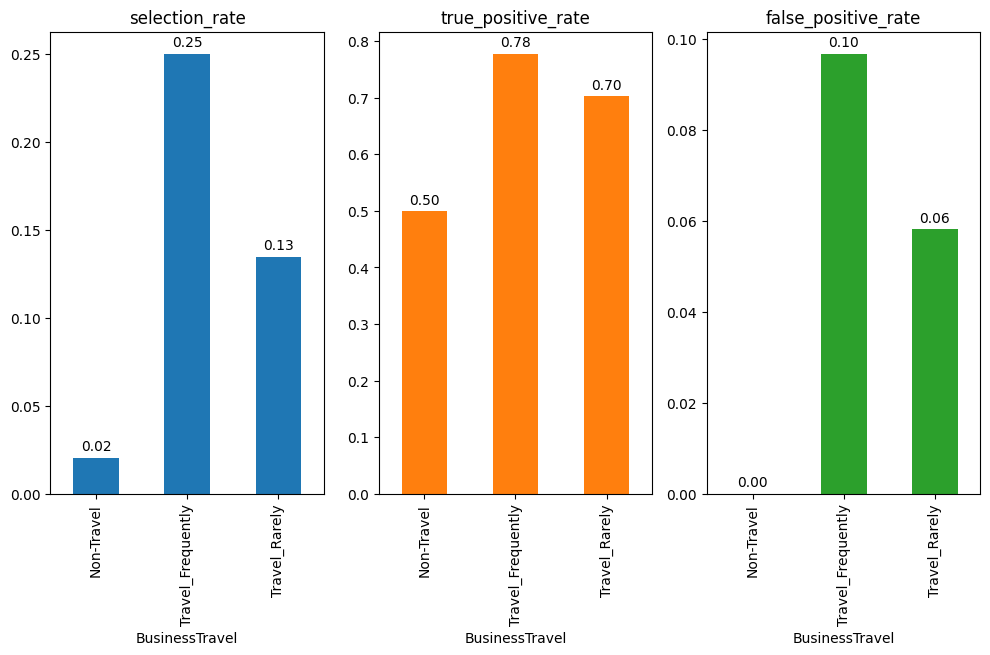 selection_rate
0.25
0.20
0.15
0.10
0.05
0.00
0.02
0.25
0.13
Non-Travel
Travel_Frequently
Travel_Rarely
BusinessTravel
true_positive_rate
0.8
0.7
0.6
0.5
0.4
0.3
0.2
0.1
0.0
0.50
0.78
0.70
Non-Travel
Travel_Frequently
Travel_Rarely
BusinessTravel
false_positive_rate
0.10
0.08
0.06
0.04
0.02
0.00
0.00
0.10
0.06
Non-Travel
Travel_Frequently
Travel_Rarely
BusinessTravel